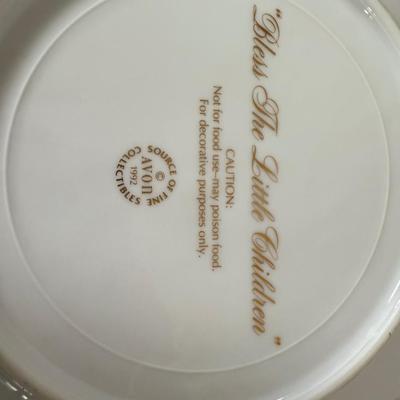 "Bless The Little Children"
CAUTION:
Not for food use–may poison food.
For decorative purposes only.
SOURCE OF FINE
©
AVON
1992
COLLECTIBLES